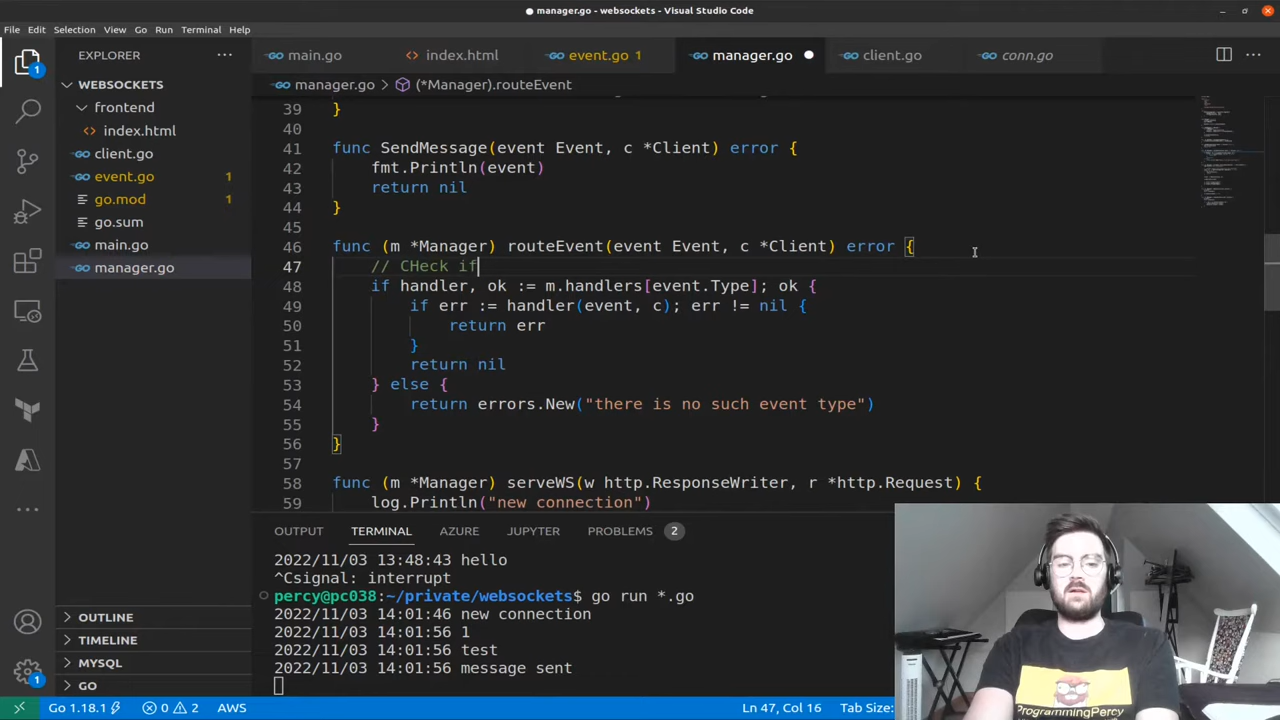 manager.go - websockets - Visual Studio Code
File Edit Selection View Go Run Terminal Help
EXPLORER
main.go
index.html
event.go 1
manager.go
client.go
conn.go
WEBSOCKETS
manager.go > (*Manager).routeEvent
frontend
index.html
client.go
event.go 1
go.mod 1
go.sum
main.go
manager.go
39 }
40
41 func SendMessage(event Event, c *Client) error {
42 fmt.Println(event)
43 return nil
44 }
45
46 func (m *Manager) routeEvent(event Event, c *Client) error {
47 // CHeck if
48 if handler, ok := m.handlers[event.Type]; ok {
49 if err := handler(event, c); err != nil {
50 return err
51 }
52 return nil
53 } else {
54 return errors.New("there is no such event type")
55 }
56 }
57
58 func (m *Manager) serveWS(w http.ResponseWriter, r *http.Request) {
59 log.Println("new connection")
OUTPUT TERMINAL AZURE JUPYTER PROBLEMS 2
2022/11/03 13:48:43 hello
^Csignal: interrupt
percy@pc038:~/private/websockets$ go run *.go
2022/11/03 14:01:46 new connection
2022/11/03 14:01:56 1
2022/11/03 14:01:56 test
2022/11/03 14:01:56 message sent
OUTLINE
TIMELINE
MYSQL
GO
1
1
Go 1.18.1 0 2 AWS
Ln 47, Col 16 Tab Size:
ProgrammingPercy